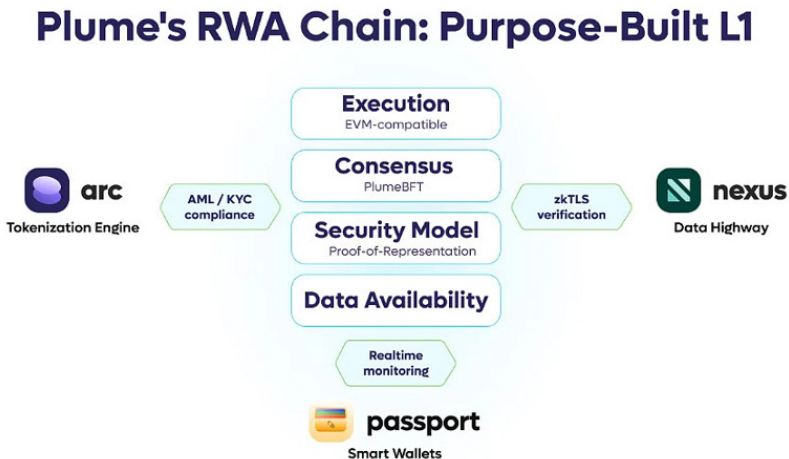 Plume's RWA Chain: Purpose-Built L1
Execution
EVM-compatible
Consensus
PlumeBFT
Security Model
Proof-of-Representation
Data Availability
arc
Tokenization Engine
AML / KYC
compliance
zkTLS
verification
nexus
Data Highway
Realtime
monitoring
passport
Smart Wallets